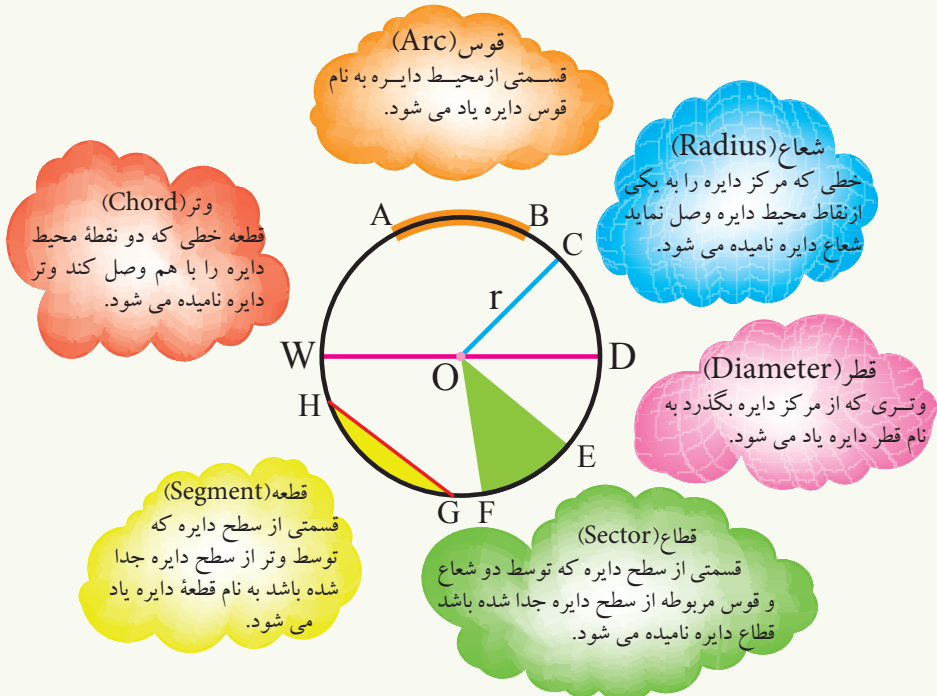 قوس(Arc)
قسمتی ازمحیط دایره به نام
قوس دایره یاد می شود.
شعاع(Radius)
خطی که مرکز دایره را به یکی
ازنقاط محیط دایره وصل نماید
شعاع دایره نامیده می شود.
وتر(Chord)
قطعه خطی که دو نقطهٔ محیط
دایره را با هم وصل کند وتر
دایره نامیده می شود.
A
B
C
r
W
O
D
H
E
G
F
قطر(Diameter)
وتری که از مرکز دایره بگذرد به
نام قطر دایره یاد می شود.
قطعه(Segment)
قسمتی از سطح دایره که
توسط وتر از سطح دایره جدا
شده باشد به نام قطعهٔ دایره یاد
می شود.
قطاع(Sector)
قسمتی از سطح دایره که توسط دو شعاع
و قوس مربوطه از سطح دایره جدا شده باشد
قطاع دایره نامیده می شود.